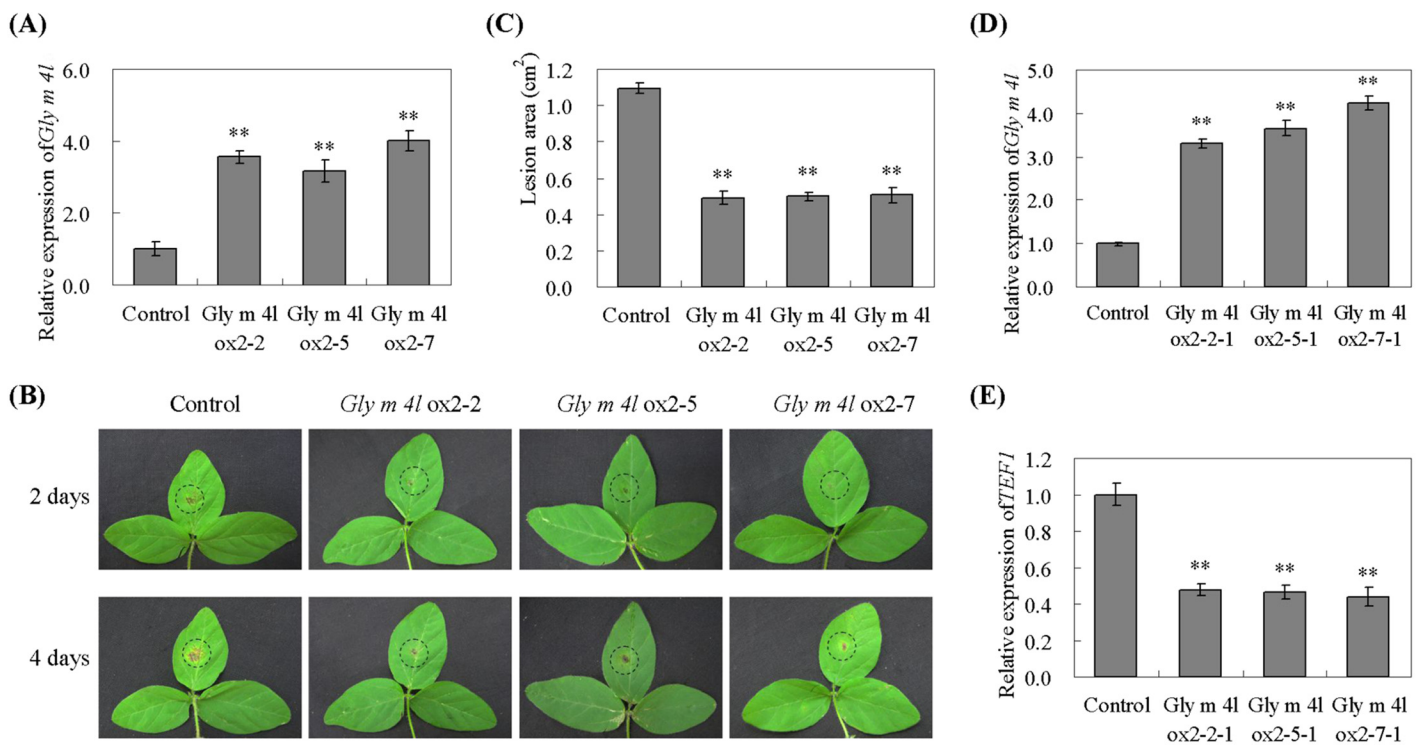 (A)
Relative expression of Gly m 4l
6.0
4.0
2.0
0.0
**
**
**
Control
Gly m 4l
ox2-2
Gly m 4l
ox2-5
Gly m 4l
ox2-7
(C)
Lesion area (cm²)
1.2
1.0
0.8
0.6
0.4
0.2
0.0
**
**
**
Control
Gly m 4l
ox2-2
Gly m 4l
ox2-5
Gly m 4l
ox2-7
(D)
Relative expression of Gly m 4l
5.0
4.0
3.0
2.0
1.0
0.0
**
**
**
Control
Gly m 4l
ox2-2-1
Gly m 4l
ox2-5-1
Gly m 4l
ox2-7-1
(B)
Control
Gly m 4l ox2-2
Gly m 4l ox2-5
Gly m 4l ox2-7
2 days
4 days
(E)
Relative expression of TEF1
1.2
1.0
0.8
0.6
0.4
0.2
0.0
**
**
**
Control
Gly m 4l
ox2-2-1
Gly m 4l
ox2-5-1
Gly m 4l
ox2-7-1